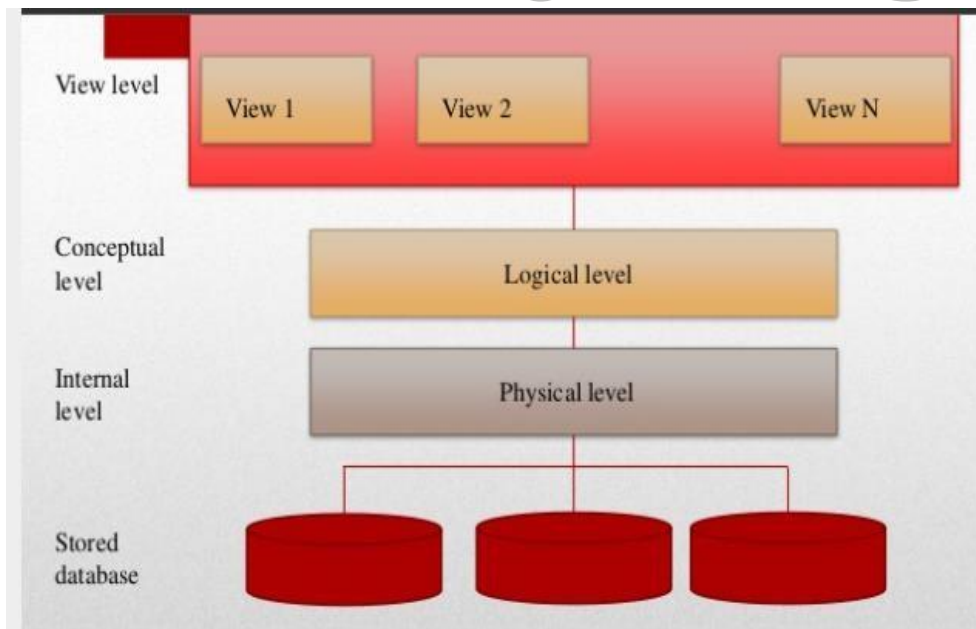 View level
View 1
View 2
View N
Conceptual
level
Logical level
Internal
level
Physical level
Stored
database